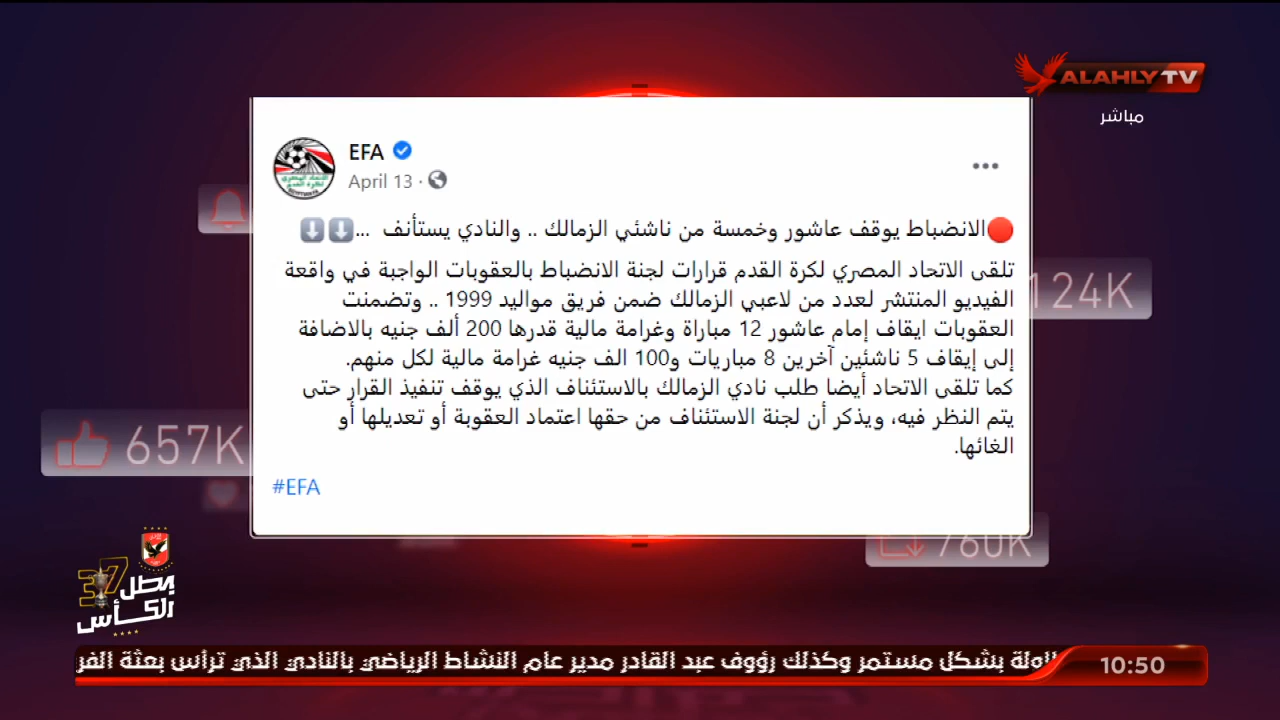 ALAHLY TV
مباشر
EFA
April 13 ·
الانضباط يوقف عاشور وخمسة من ناشئي الزمالك .. والنادي يستأنف ...
تلقى الاتحاد المصري لكرة القدم قرارات لجنة الانضباط بالعقوبات الواجبة في واقعة
الفيديو المنتشر لعدد من لاعبي الزمالك ضمن فريق مواليد 1999 .. وتضمنت
العقوبات ايقاف إمام عاشور 12 مباراة وغرامة مالية قدرها 200 ألف جنيه بالاضافة
إلى إيقاف 5 ناشئين آخرين 8 مباريات و100 الف جنيه غرامة مالية لكل منهم.
كما تلقى الاتحاد أيضا طلب نادي الزمالك بالاستئناف الذي يوقف تنفيذ القرار حتى
يتم النظر فيه، ويذكر أن لجنة الاستئناف من حقها اعتماد العقوبة أو تعديلها أو
الغائها.
#EFA
124K
657K
760K
بطل 37
الكأس
بشكل مستمر وكذلك رؤوف عبد القادر مدير عام النشاط الرياضي بالنادي الذي ترأس بعثة الفر
10:50